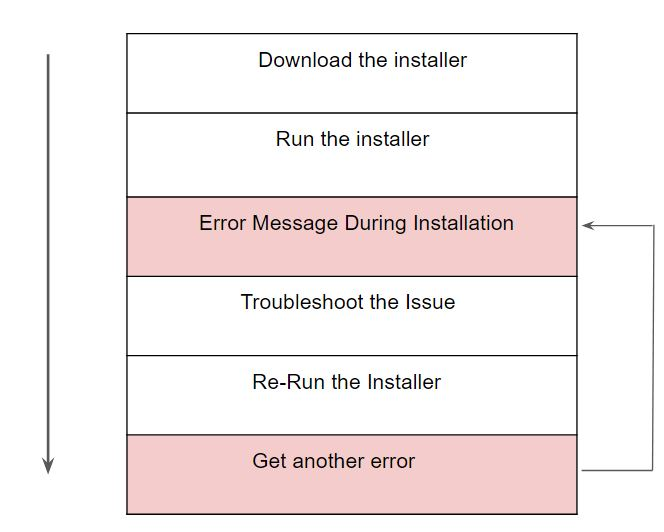 Download the installer
Run the installer
Error Message During Installation
Troubleshoot the Issue
Re-Run the Installer
Get another error